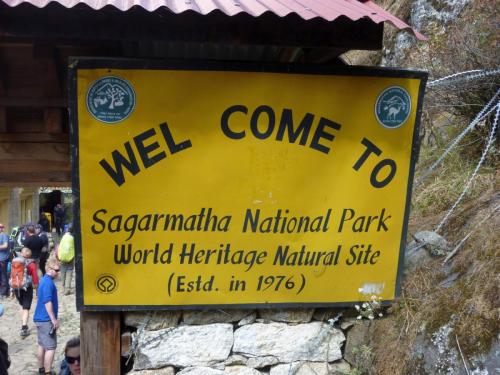 WEL COME TO
Sagarmatha National Park
World Heritage Natural Site
(Estd. in 1976)